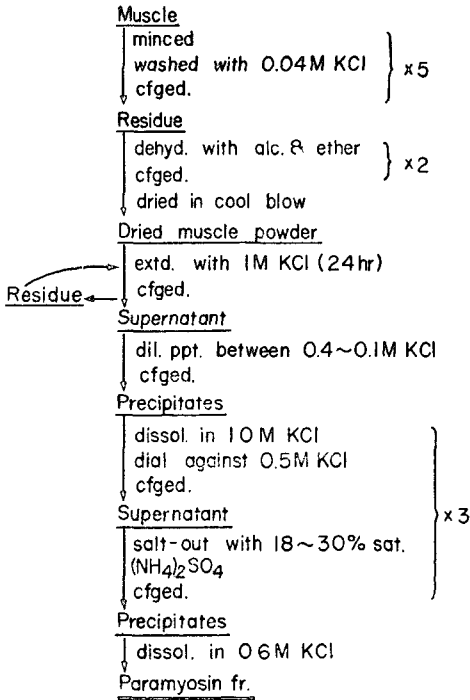 Muscle
minced
washed with 0.04M KCl
cfged.
x5
Residue
dehyd. with alc. & ether
cfged.
x2
dried in cool blow
Dried muscle powder
extd. with 1M KCl (24hr)
cfged.
Residue
Supernatant
dil. ppt. between 0.4~0.1M KCl
cfged.
Precipitates
dissol. in 1 0 M KCl
dial against 0.5M KCl
cfged.
x3
Supernatant
salt-out with 18~30% sat.
(NH4)2SO4
cfged.
Precipitates
dissol. in 0 6M KCl
Paramyosin fr.